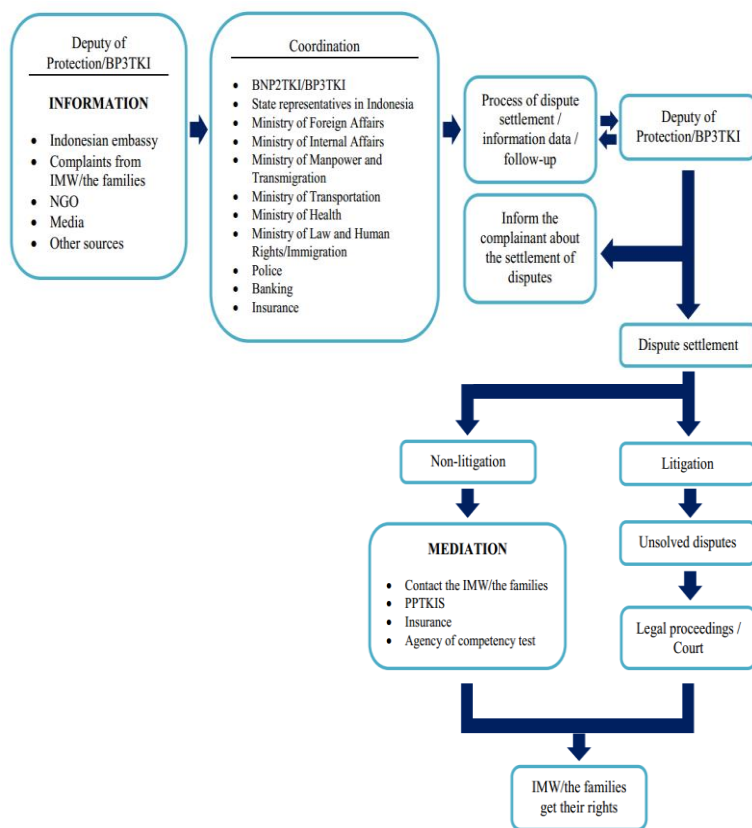 Deputy of
Protection/BP3TKI
INFORMATION
• Indonesian embassy
• Complaints from
IMW/the families
• NGO
• Media
• Other sources
Coordination
• BNP2TKI/BP3TKI
• State representatives in Indonesia
• Ministry of Foreign Affairs
• Ministry of Internal Affairs
• Ministry of Manpower and
Transmigration
• Ministry of Transportation
• Ministry of Health
• Ministry of Law and Human
Rights/Immigration
• Police
• Banking
• Insurance
Process of dispute
settlement /
information data /
follow-up
Deputy of
Protection/BP3TKI
Inform the
complainant about
the settlement of
disputes
Dispute settlement
Non-litigation
Litigation
MEDIATION
• Contact the IMW/the families
• PPTKIS
• Insurance
• Agency of competency test
Unsolved disputes
Legal proceedings /
Court
IMW/the families
get their rights